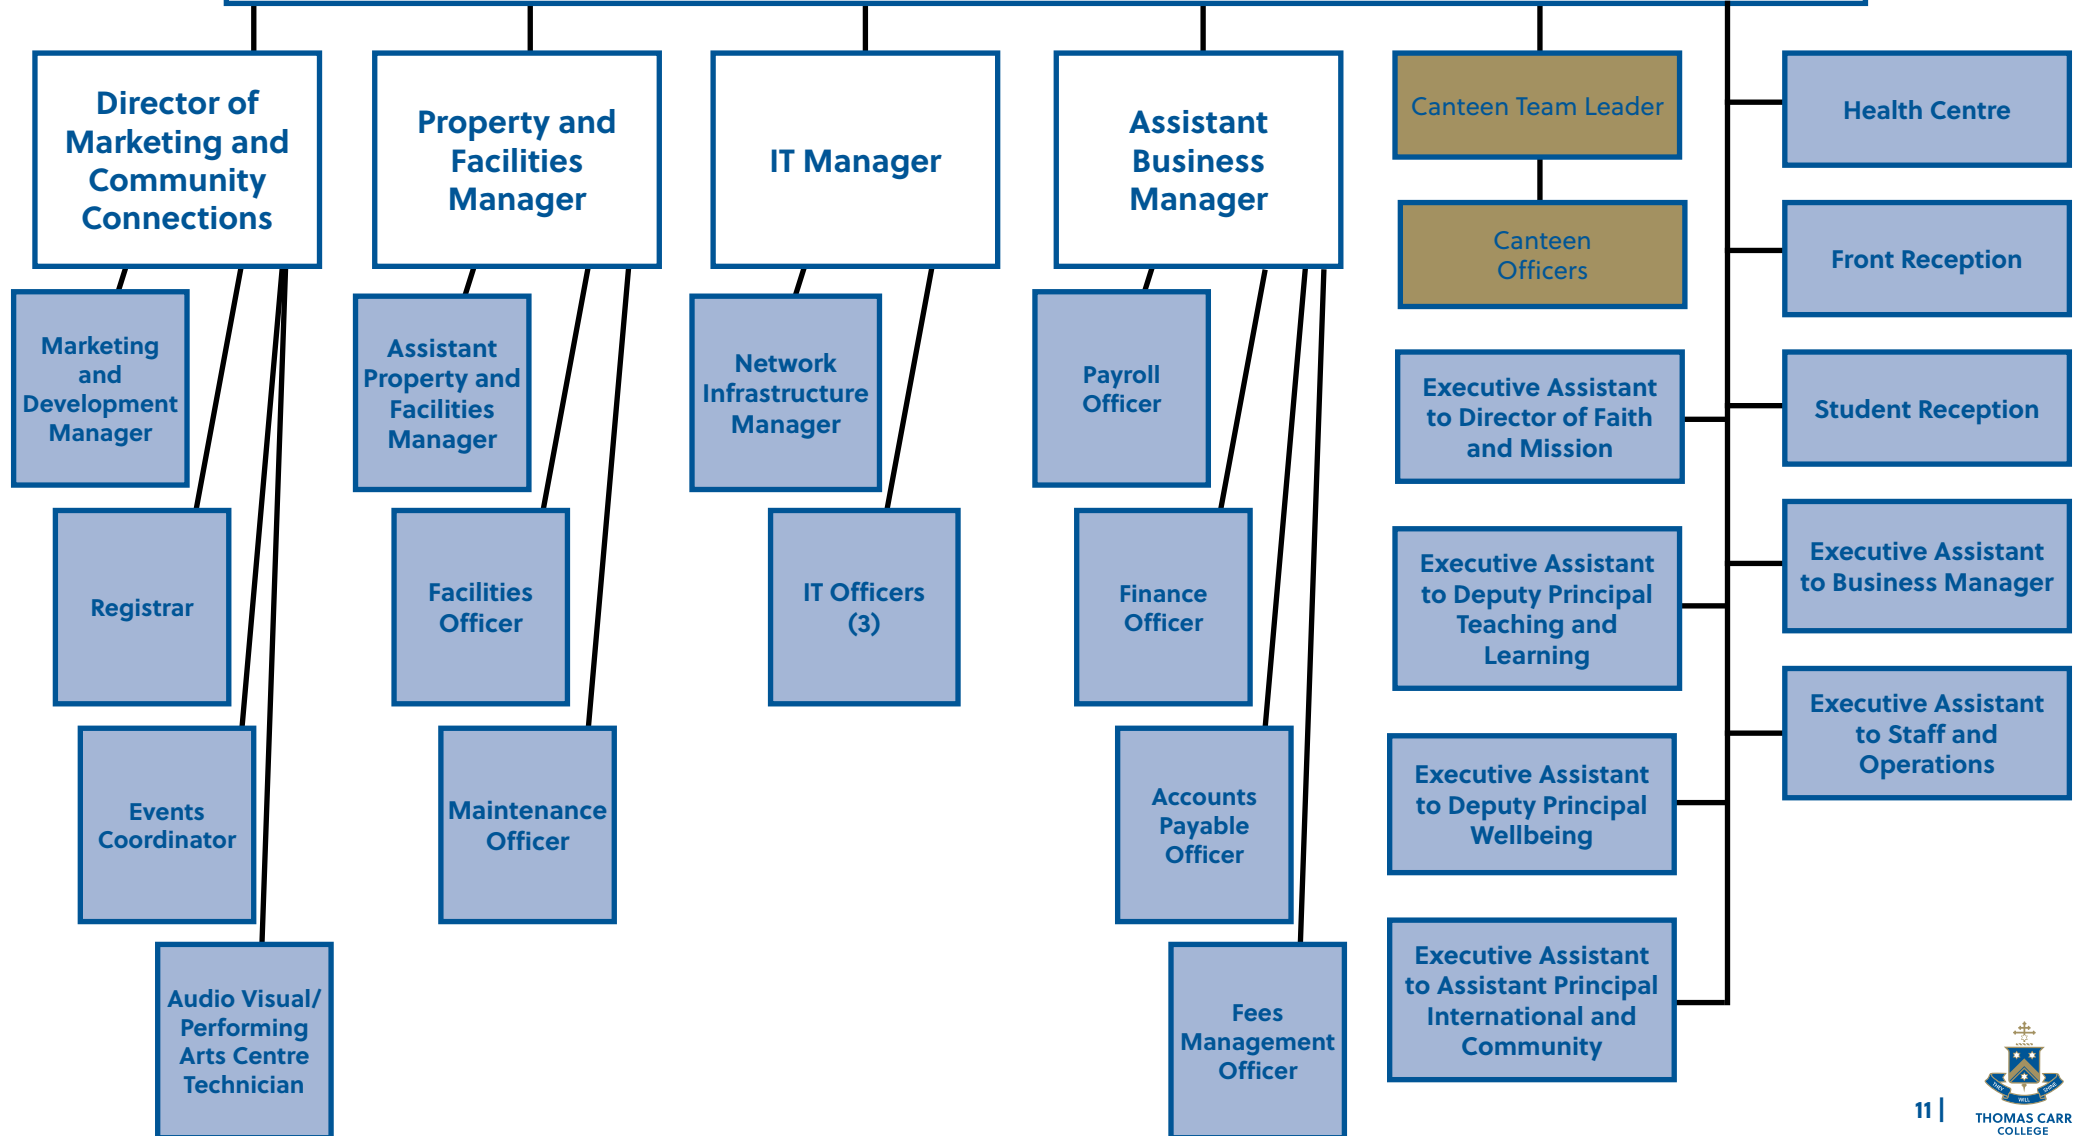 Director of
Marketing and
Community
Connections
Property and
Facilities
Manager
IT Manager
Assistant
Business
Manager
Canteen Team Leader
Health Centre
Canteen
Officers
Front Reception
Marketing
and
Development
Manager
Assistant
Property and
Facilities
Manager
Network
Infrastructure
Manager
Payroll
Officer
Executive Assistant
to Director of Faith
and Mission
Student Reception
Registrar
Facilities
Officer
IT Officers
(3)
Finance
Officer
Executive Assistant
to Deputy Principal
Teaching and
Learning
Executive Assistant
to Business Manager
Events
Coordinator
Maintenance
Officer
Accounts
Payable
Officer
Executive Assistant
to Deputy Principal
Wellbeing
Executive Assistant
to Staff and
Operations
Audio Visual/
Performing
Arts Centre
Technician
Fees
Management
Officer
Executive Assistant
to Assistant Principal
International and
Community
11 |
THEY WILL SHINE
THOMAS CARR
COLLEGE